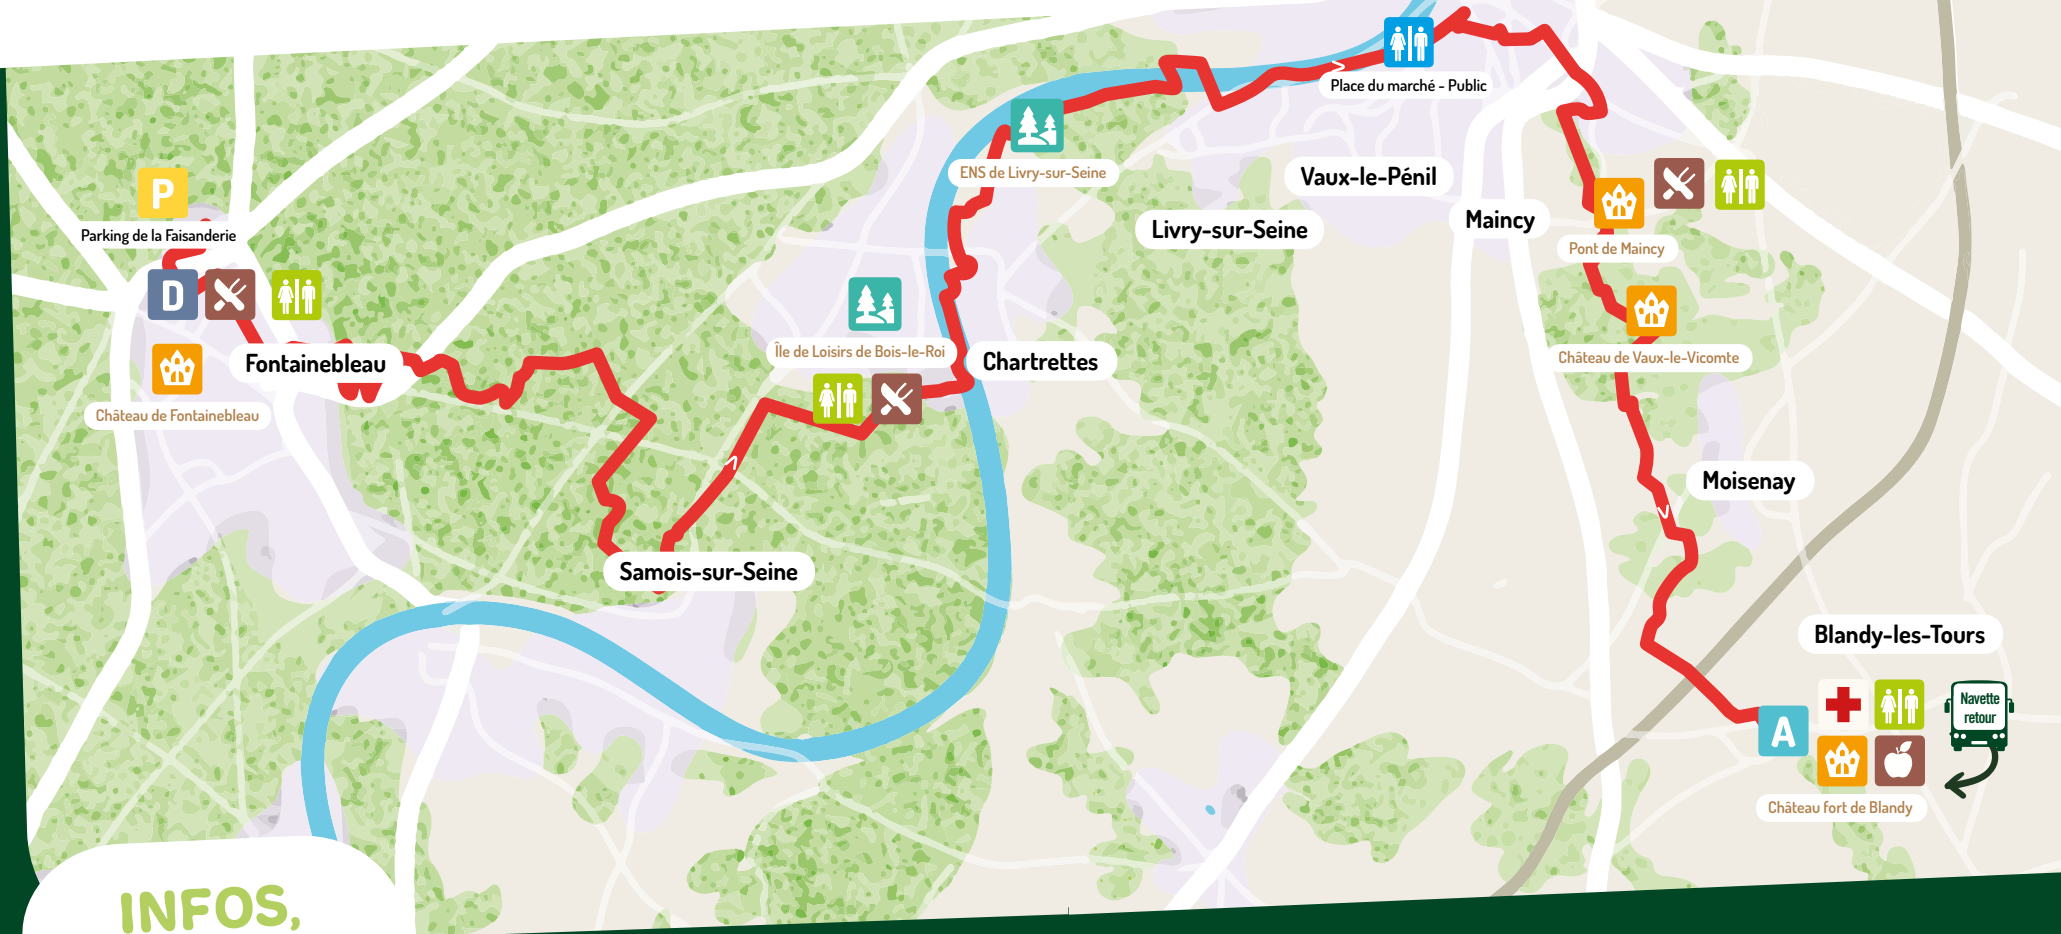 Place du marché - Public
ENS de Livry-sur-Seine
Vaux-le-Pénil
P
Livry-sur-Seine
Maincy
Parking de la Faisanderie
Pont de Maincy
D
Île de Loisirs de Bois-le-Roi
Chartrettes
Château de Vaux-le-Vicomte
Fontainebleau
Château de Fontainebleau
Moisenay
Samois-sur-Seine
Blandy-les-Tours
Navette
retour
A
Château fort de Blandy
INFOS,